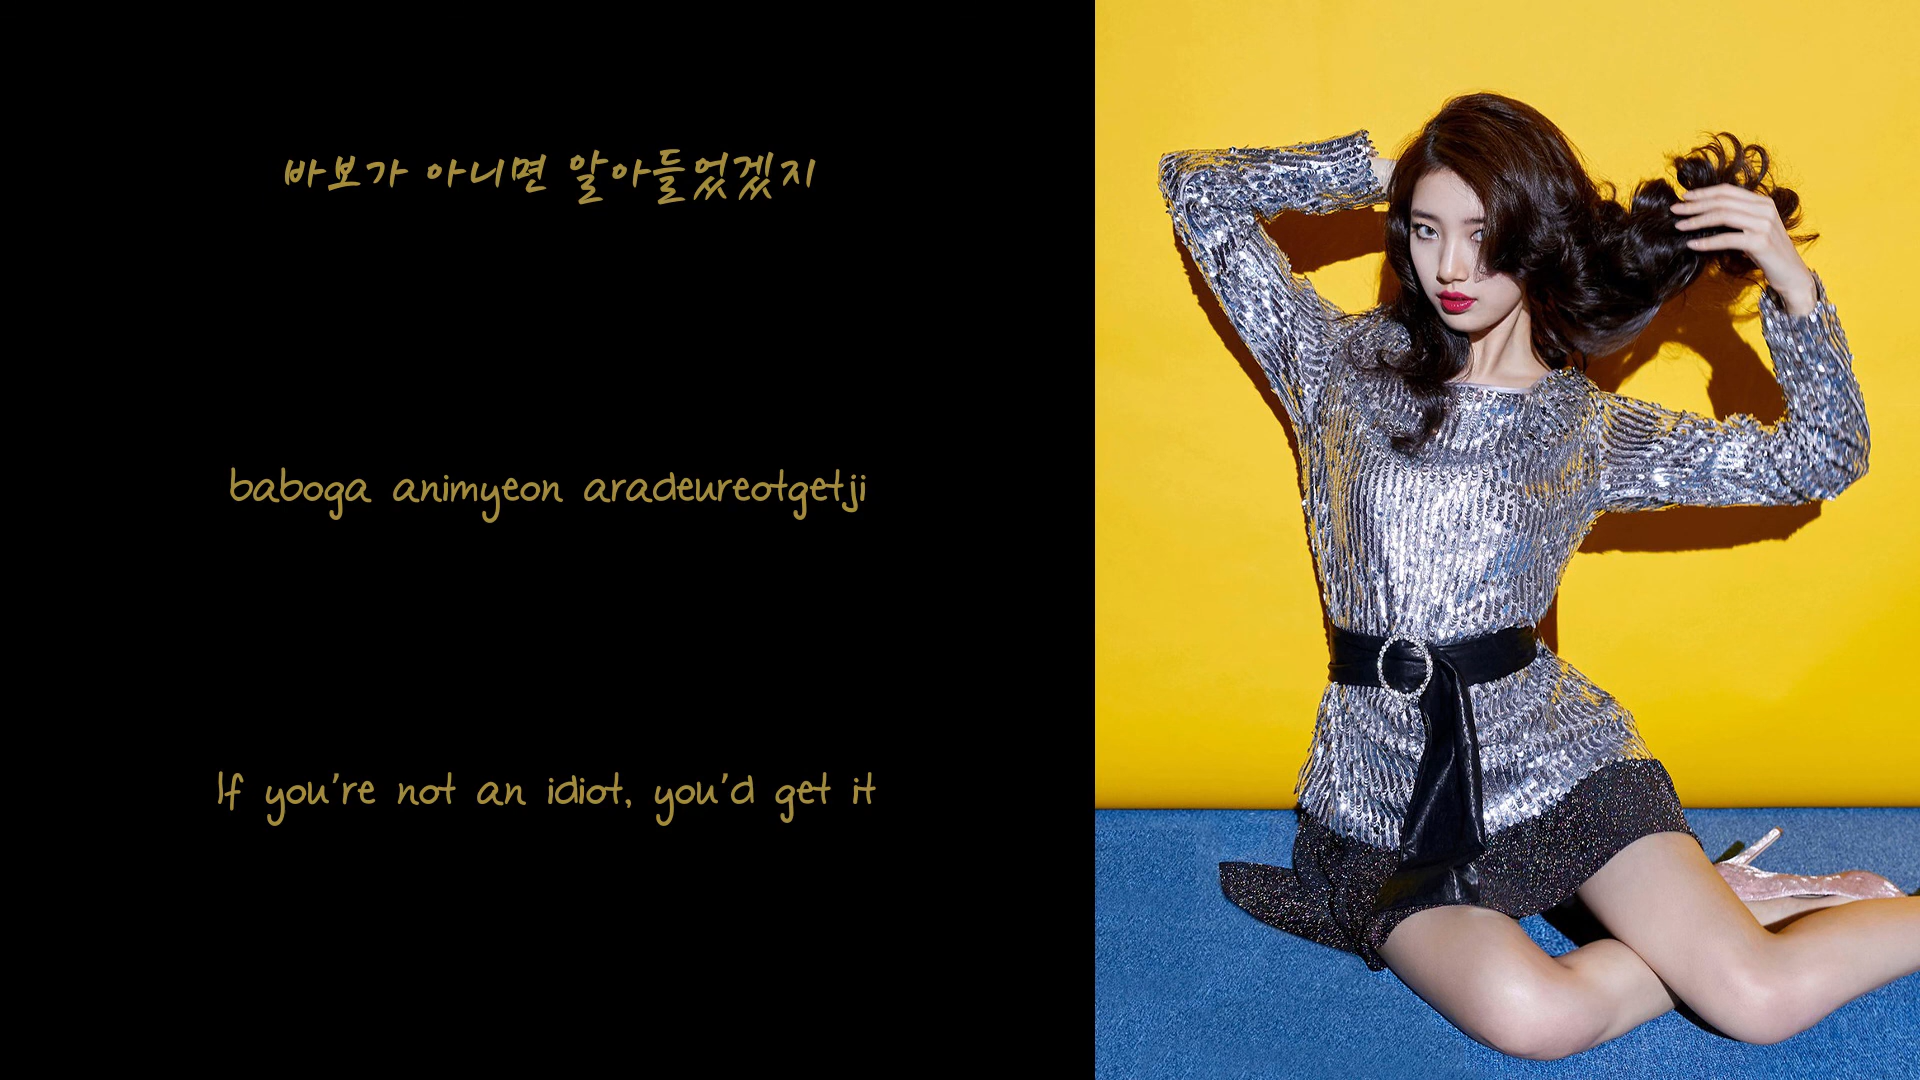 바보가 아니면 알아들었겠지
baboga animyeon aradeureotgetji
If you're not an idiot, you'd get it